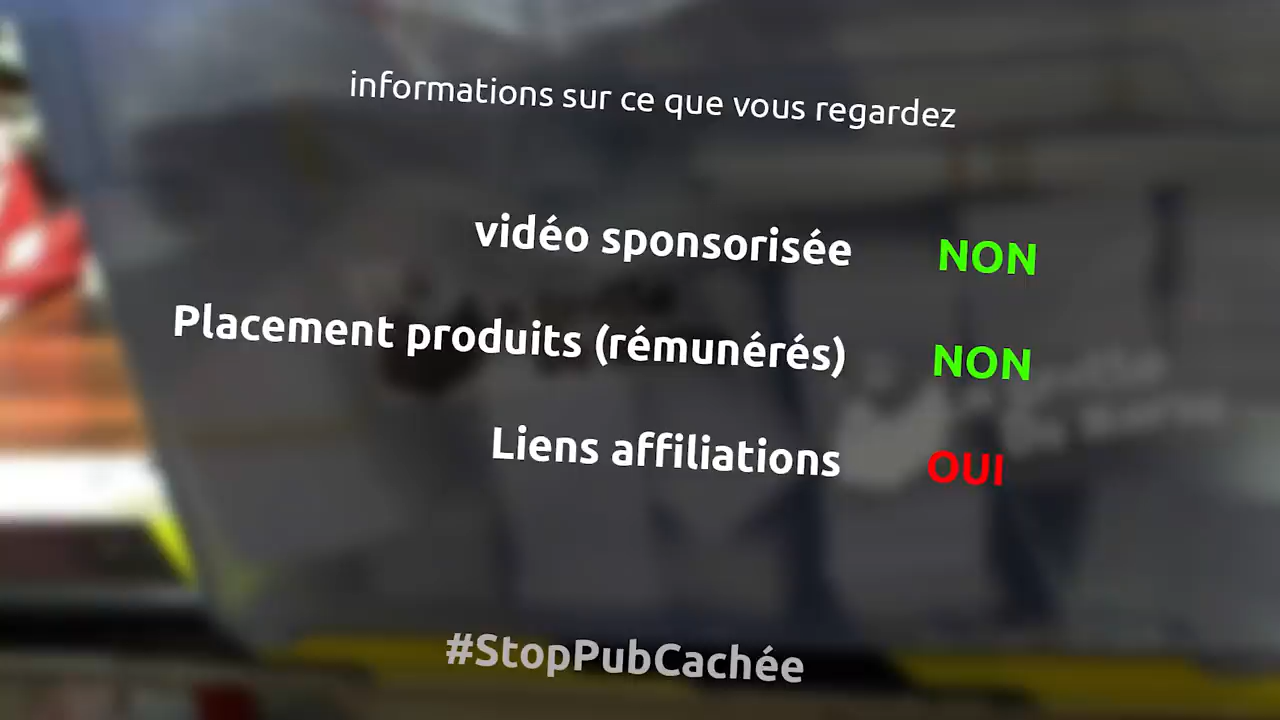 informations sur ce que vous regardez
vidéo sponsorisée NON
Placement produits (rémunérés) NON
Liens affiliations OUI
#StopPubCachée